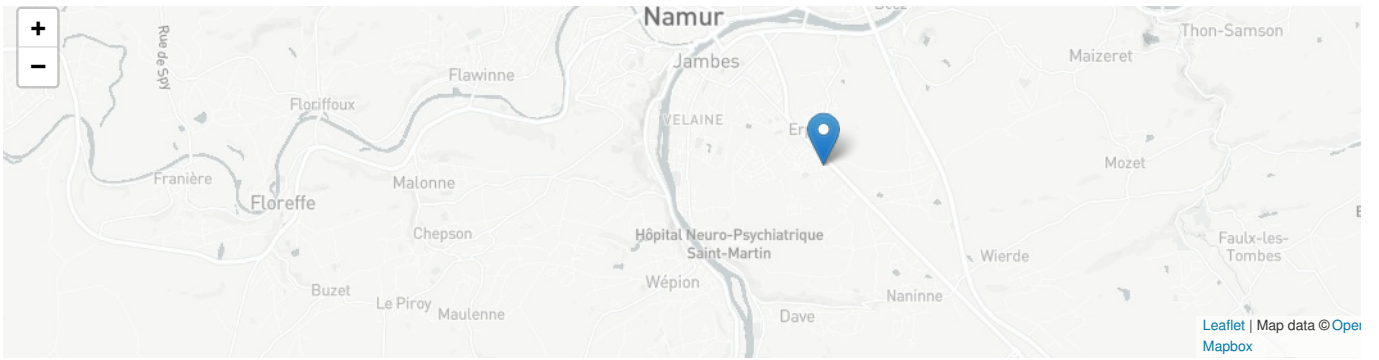 +
−
Namur
Thon-Samson
Maizeret
Jambes
Flawinne
Rue de Spy
Floriffoux
VELAINE
Mozet
Franière
Malonne
Floreffe
Chepson
Hôpital Neuro-Psychiatrique
Saint-Martin
Faulx-les-
Tombes
Wierde
Wépion
Buzet
Le Piroy
Maulenne
Naninne
Dave
Leaflet | Map data © Open
Mapbox